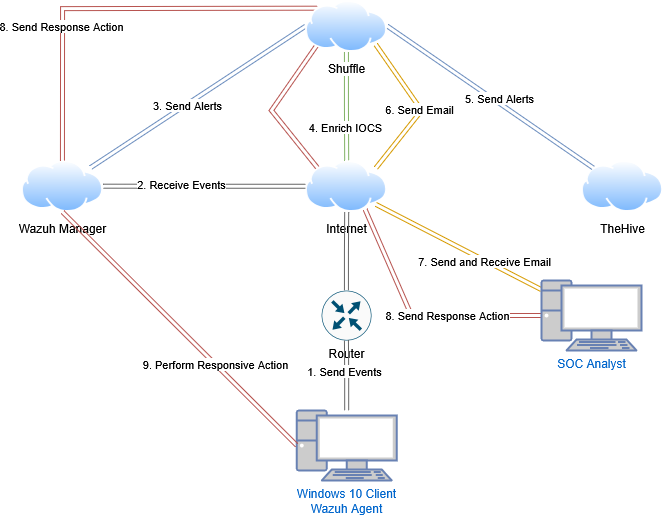 8. Send Response Action
Shuffle
3. Send Alerts
5. Send Alerts
6. Send Email
4. Enrich IOCS
2. Receive Events
Wazuh Manager
Internet
TheHive
7. Send and Receive Email
8. Send Response Action
Router
SOC Analyst
9. Perform Responsive Action
1. Send Events
Windows 10 Client
Wazuh Agent